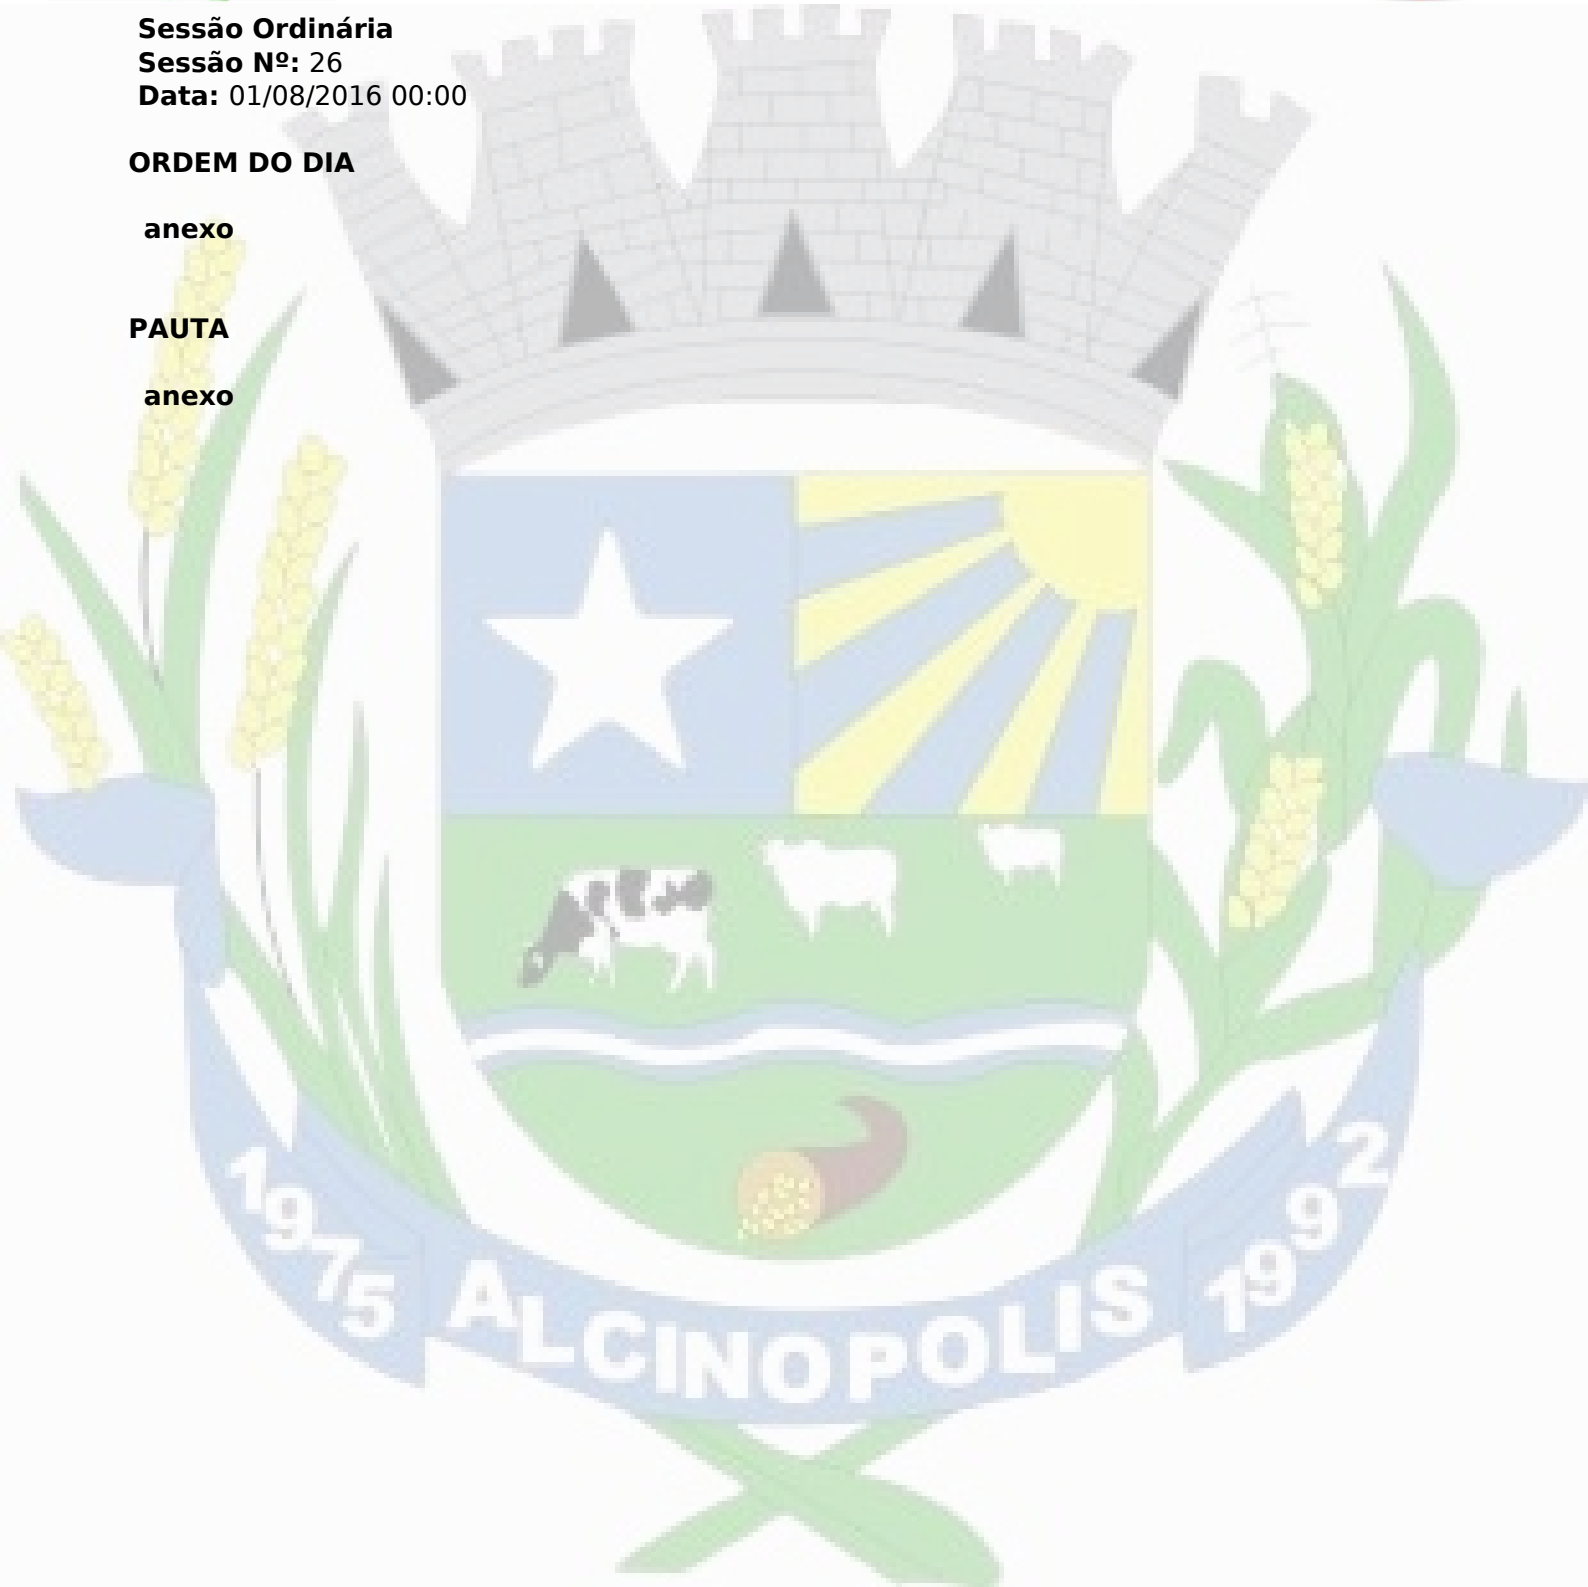 Sessão Ordinária
Sessão Nº: 26
Data: 01/08/2016 00:00
ORDEM DO DIA
anexo
PAUTA
anexo
1975 ALCINOPOLIS 1992